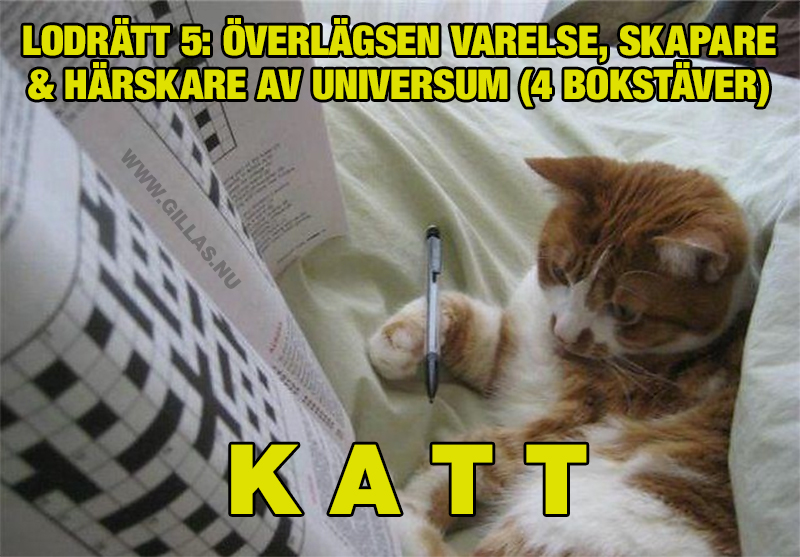 LODRÄTT 5: ÖVERLÄGSEN VARELSE, SKAPARE
& HÄRSKARE AV UNIVERSUM (4 BOKSTÄVER)
WWW.GILLAS.NU
K A T T